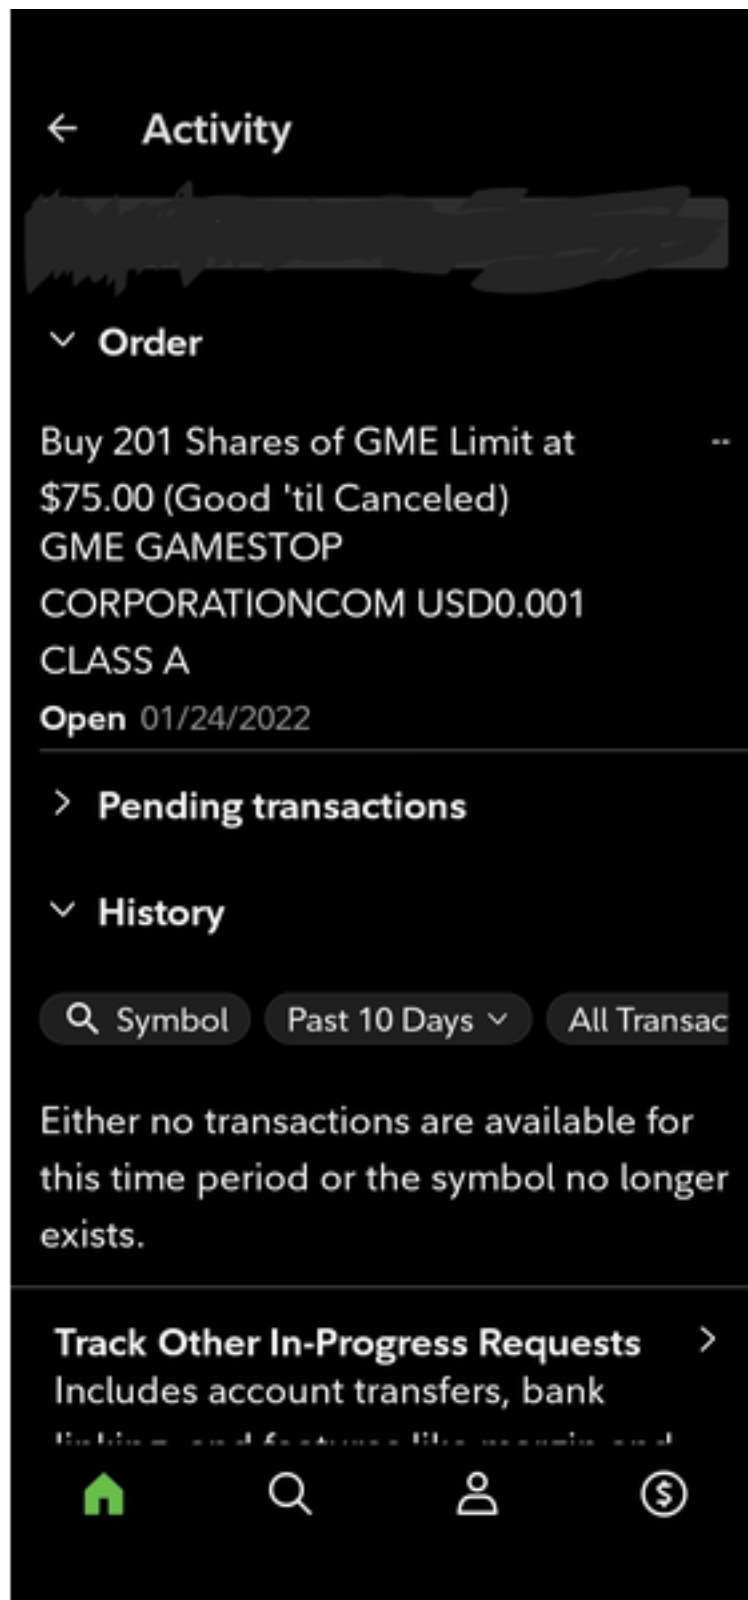 Activity
Order
Buy 201 Shares of GME Limit at --
$75.00 (Good 'til Canceled)
GME GAMESTOP
CORPORATIONCOM USD0.001
CLASS A
Open 01/24/2022
Pending transactions
History
Symbol Past 10 Days All Transac
Either no transactions are available for
this time period or the symbol no longer
exists.
Track Other In-Progress Requests
Includes account transfers, bank